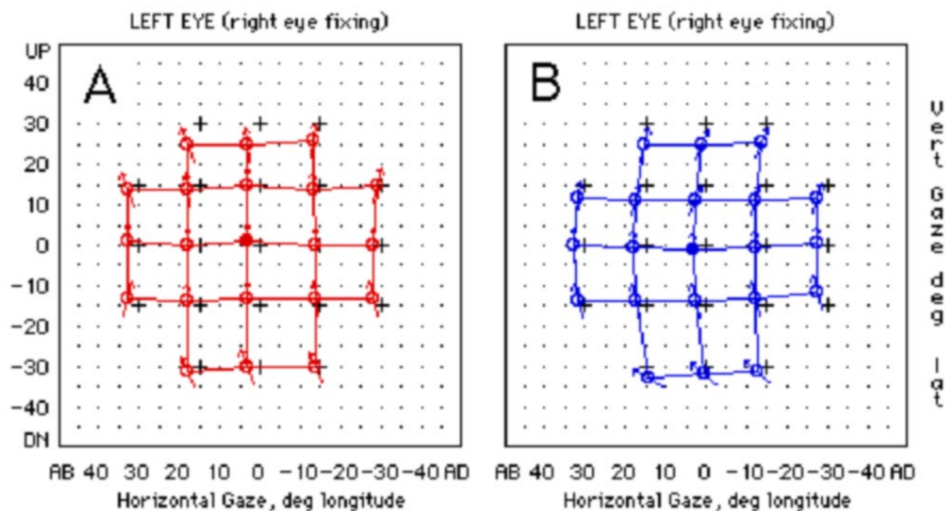 LEFT EYE (right eye fixing)
LEFT EYE (right eye fixing)
UP
40
30
20
10
0
-10
-20
-30
-40
DN
A
B
Vert Gaze deg lat
AB 40 30 20 10 0 -10-20-30-40 AD
AB 40 30 20 10 0 -10-20-30-40 AD
Horizontal Gaze, deg longitude
Horizontal Gaze, deg longitude